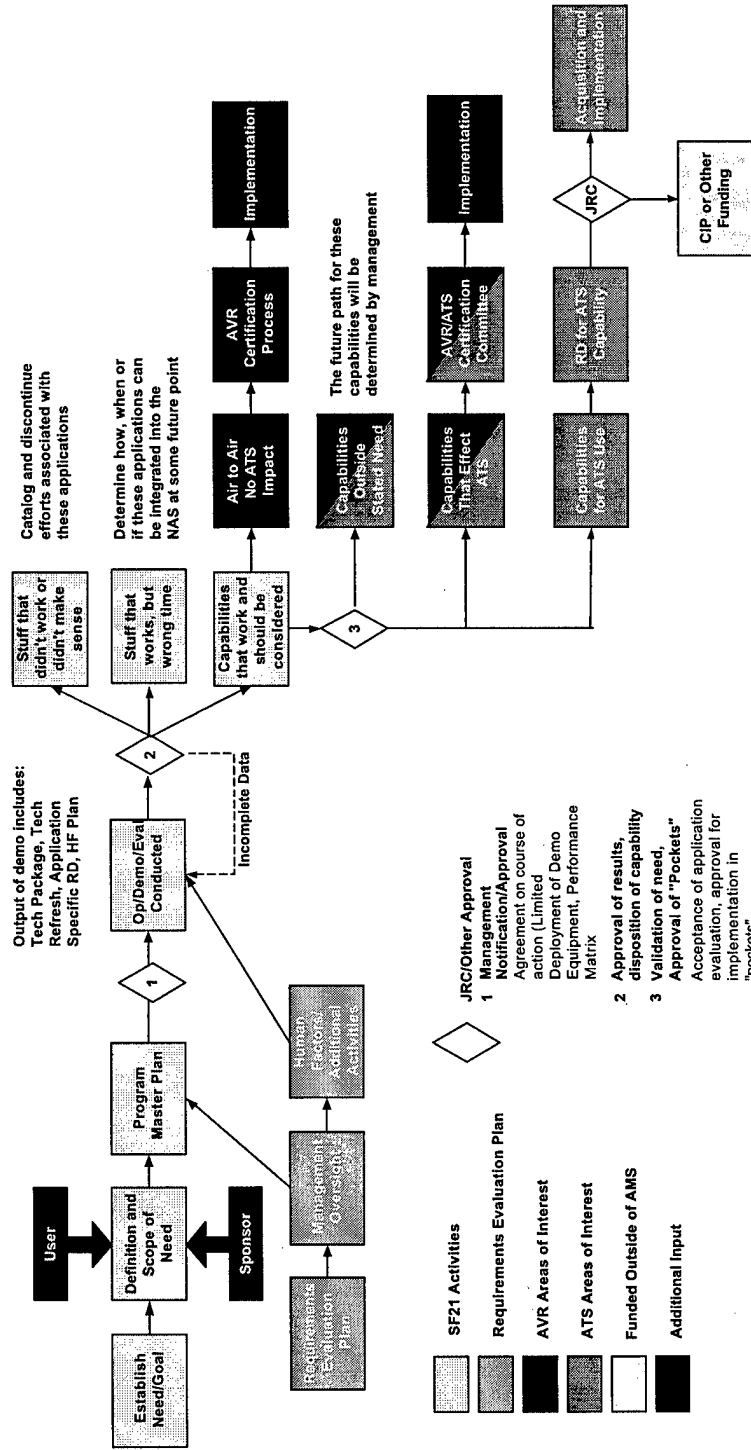 Establish
Need/Goal
User
Definition and
Scope of
Need
Sponsor
Program
Master Plan
Requirements
Evaluation
Plan
Management
Oversight
Human
Factors/
Additional
Activities
1
Output of demo includes:
Tech Package, Tech
Refresh, Application
Specific RD, HF Plan
Op/Demo/Eval
Conducted
2
Incomplete Data
Stuff that
didn't work or
didn't make
sense
Catalog and discontinue
efforts associated with
these applications
Stuff that
works, but
wrong time
Determine how, when or
if these applications can
be integrated into the
NAS at some future point
Capabilities
that work and
should be
considered
Air to Air
No ATS
Impact
AVR
Certification
Process
Implementation
3
Capabilities
Outside
Stated Need
The future path for these
capabilities will be
determined by management
Capabilities
That Effect
ATS
AVR/ATS
Certification
Committee
Implementation
Capabilities
for ATS Use
RD for ATS
Capability
JRC
Acquisition and
Implementation
CIP or Other
Funding
SF21 Activities
Requirements Evaluation Plan
AVR Areas of Interest
ATS Areas of Interest
Funded Outside of AMS
Additional Input
JRC/Other Approval
1 Management
Notification/Approval
Agreement on course of
action (Limited
Deployment of Demo
Equipment, Performance
Matrix
2 Approval of results,
disposition of capability
3 Validation of need,
Approval of "Pockets"
Acceptance of application
evaluation, approval for
implementation in
"pockets"